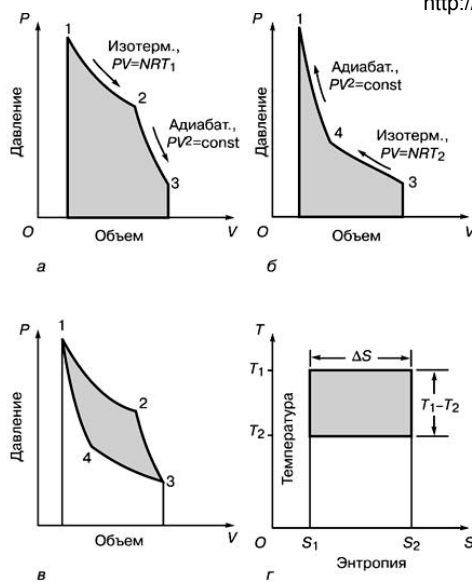 http:/
P
1
Изотерм.,
PV=NRT₁
2
Адиабат.,
PV²=const
3
Давление
O
Объем
V
а
P
1
Адиабат.,
PV²=const
4
Изотерм.,
PV=NRT₂
3
Давление
O
Объем
V
б
P
1
2
4
3
Давление
O
Объем
V
в
T
T₁
ΔS
T₁–T₂
T₂
Температура
O
S₁
S₂
S
Энтропия
г